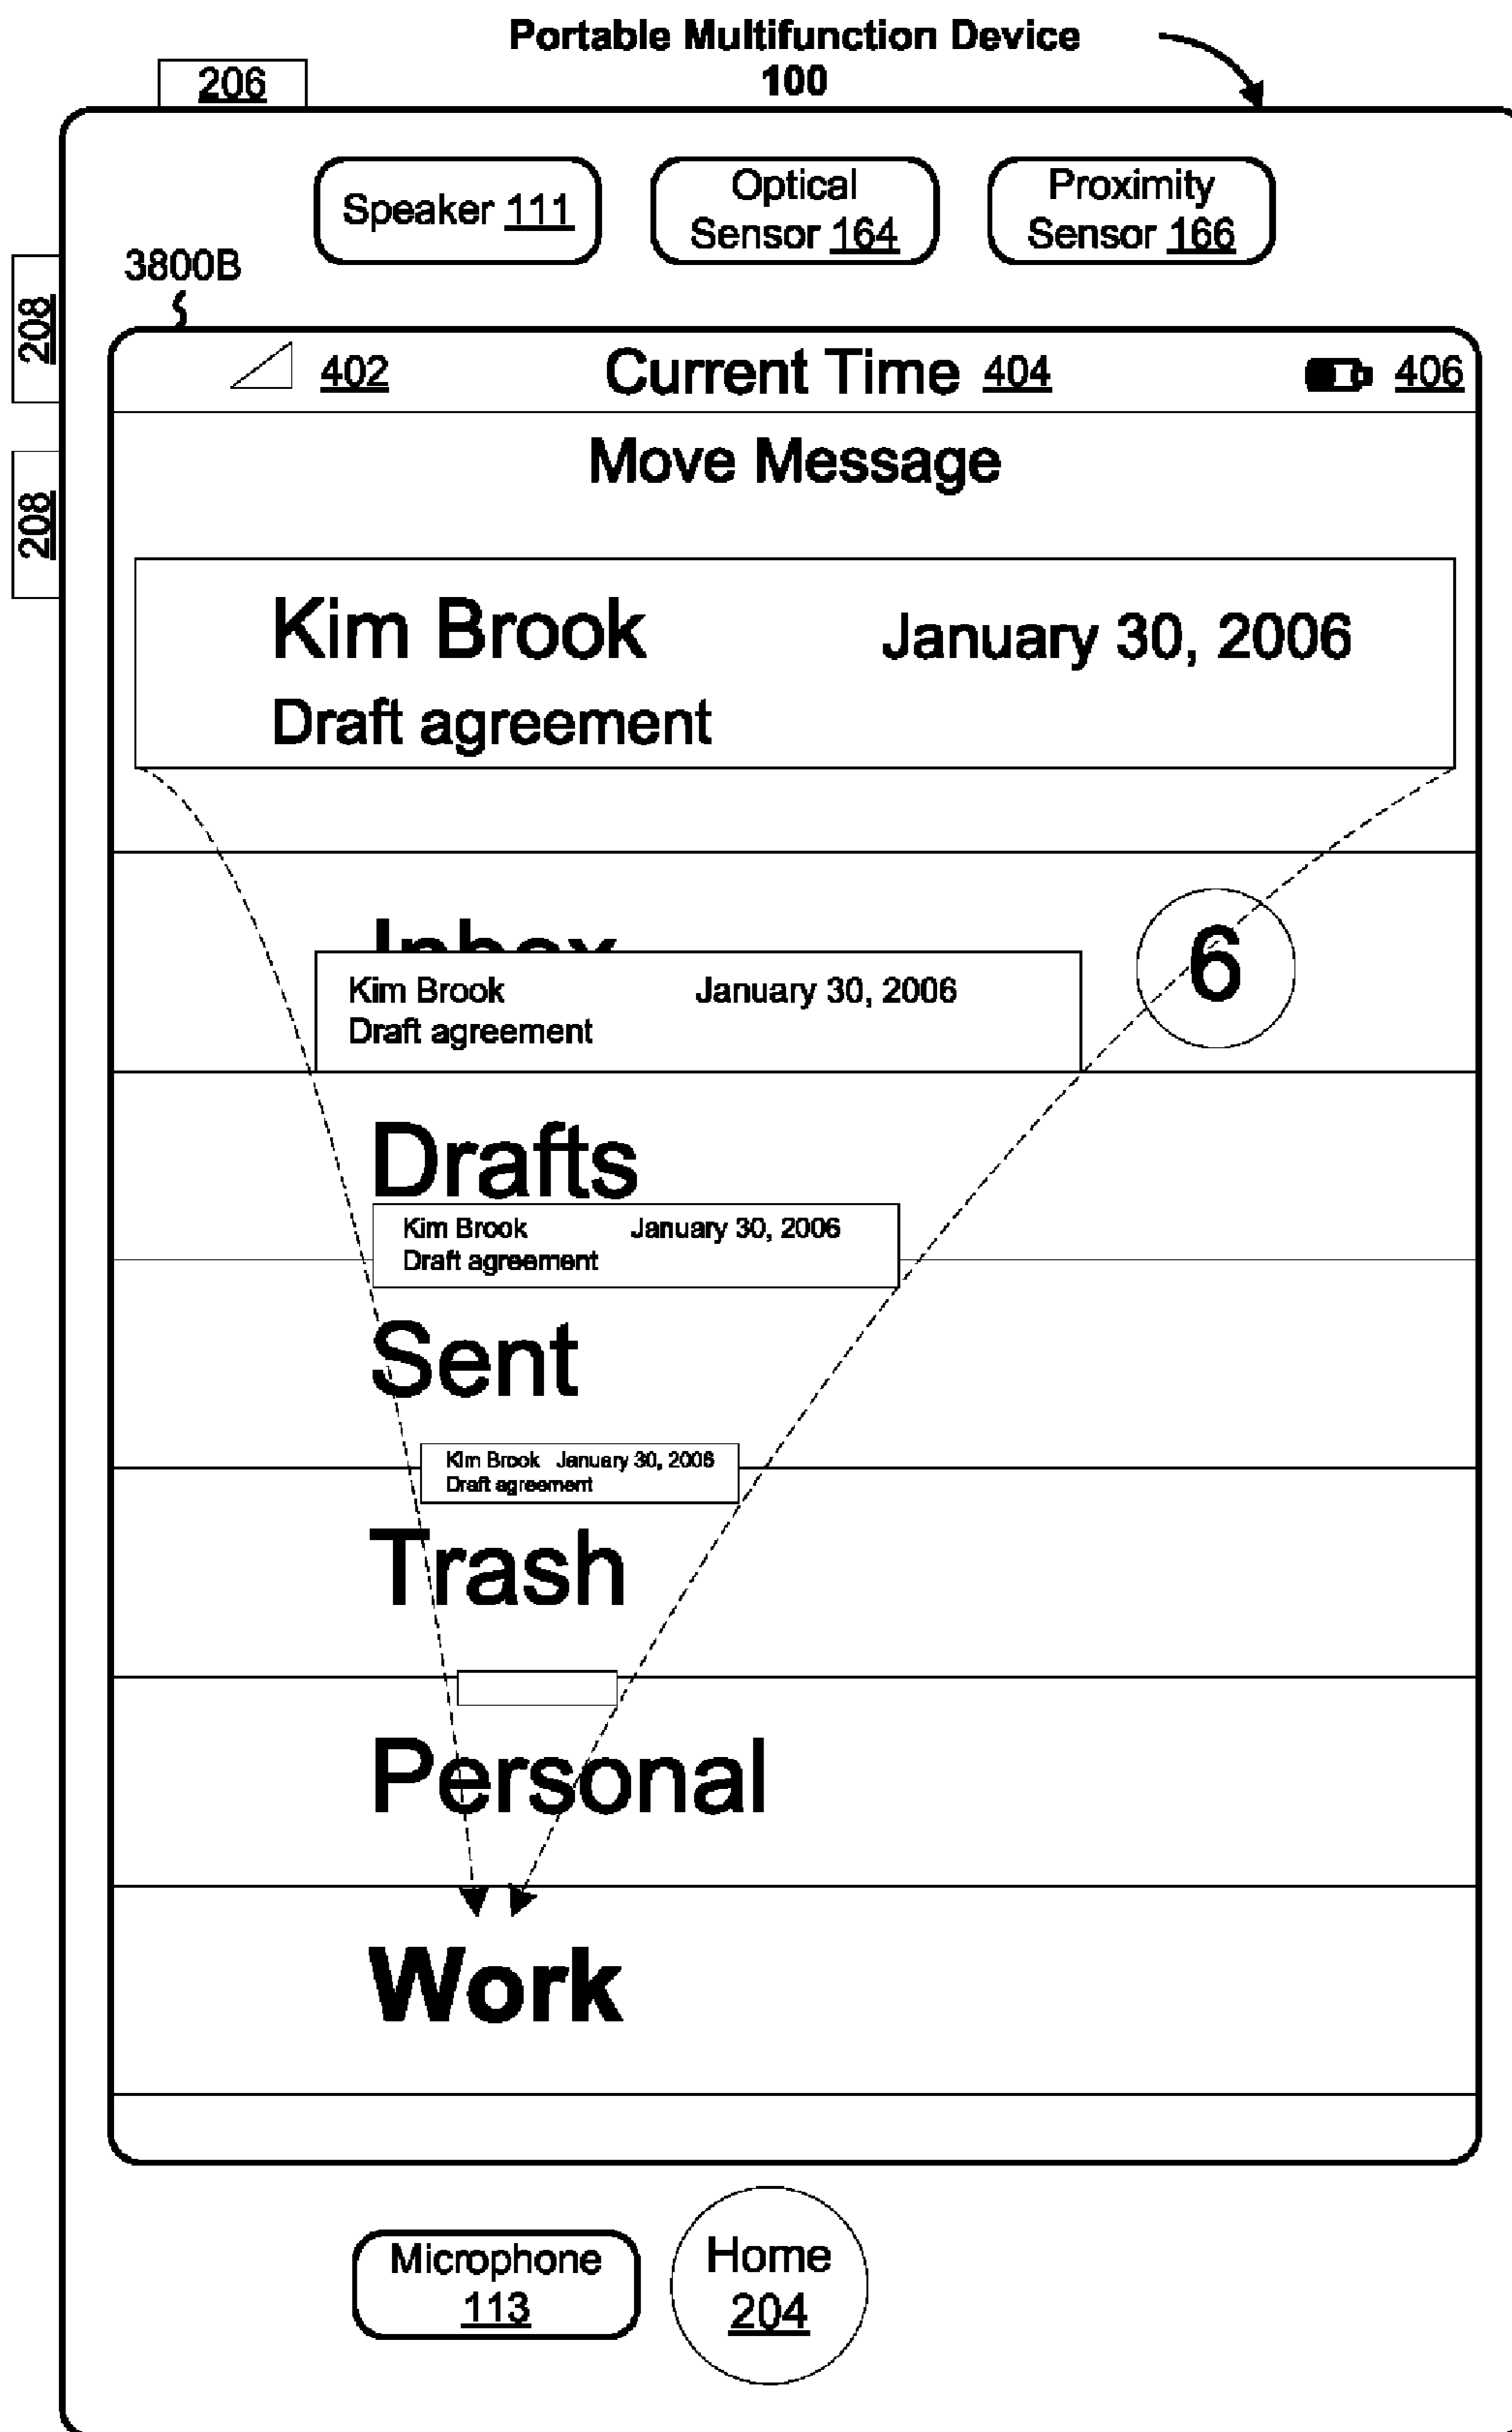 Portable Multifunction Device
100
206
Speaker 111
Optical
Sensor 164
Proximity
Sensor 166
3800B
208
208
402
Current Time 404
406
Move Message
Kim Brook January 30, 2006
Draft agreement
Inbox
6
Kim Brook January 30, 2006
Draft agreement
Drafts
Kim Brook January 30, 2006
Draft agreement
Sent
Kim Brook January 30, 2006
Draft agreement
Trash
Personal
Work
Microphone
113
Home
204